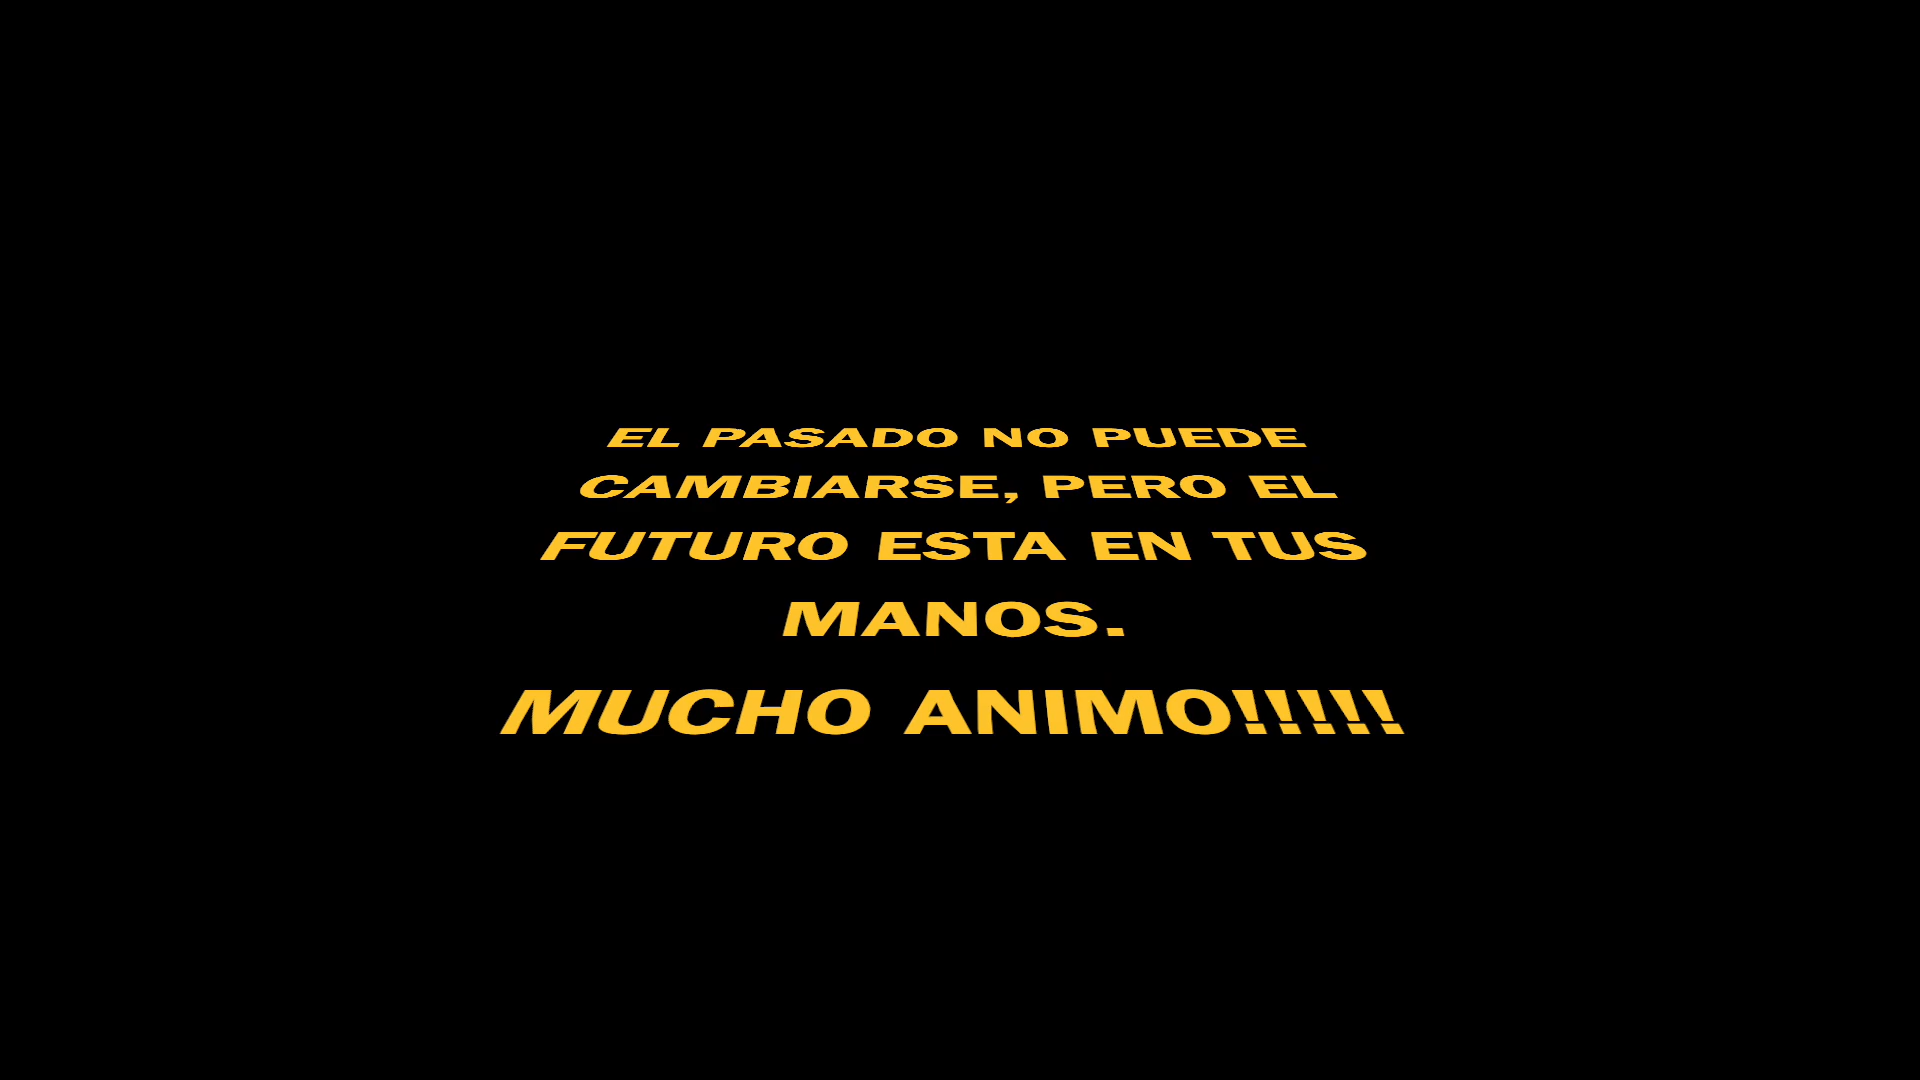 EL PASADO NO PUEDE
CAMBIARSE, PERO EL
FUTURO ESTA EN TUS
MANOS.
MUCHO ANIMO!!!!!